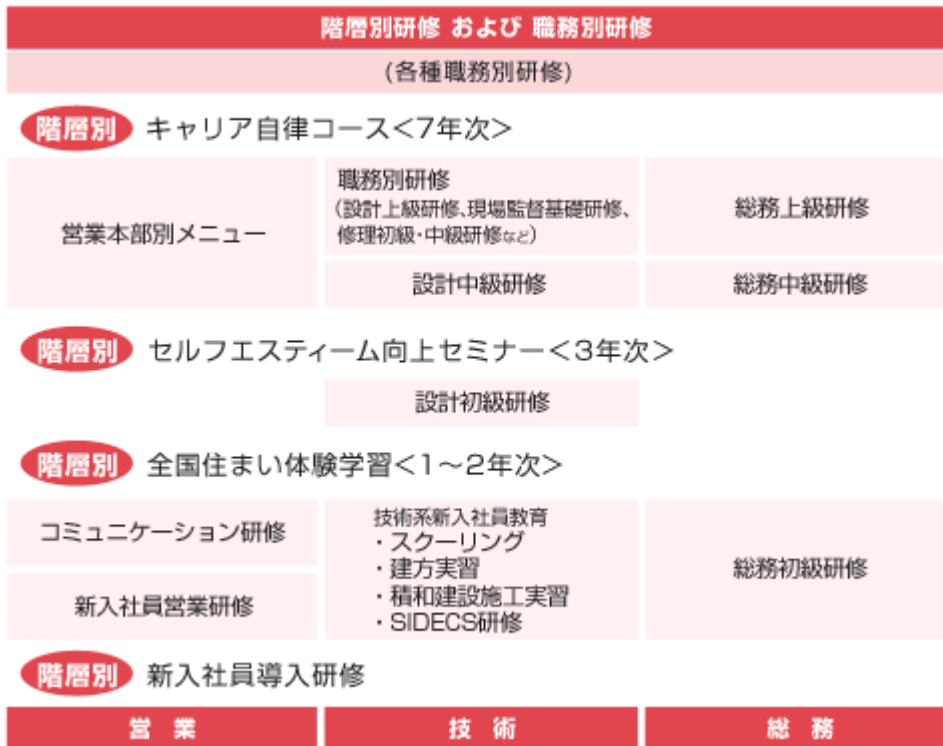 階層別研修 および 職務別研修
(各種職務別研修)
階層別 キャリア自律コース<7年次>
営業本部別メニュー
職務別研修
(設計上級研修、現場監督基礎研修、
修理初級・中級研修など)
総務上級研修
設計中級研修
総務中級研修
階層別 セルフエスティーム向上セミナー<3年次>
設計初級研修
階層別 全国住まい体験学習<1～2年次>
コミュニケーション研修
新入社員営業研修
技術系新入社員教育
・スクーリング
・建方実習
・積和建設施工実習
・SIDECS研修
総務初級研修
階層別 新入社員導入研修
営 業
技 術
総 務